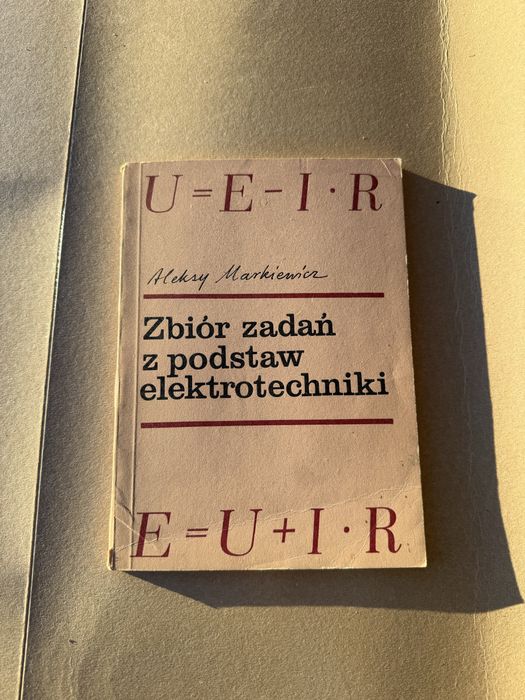 U = E - I · R
Aleksy Markiewicz
Zbiór zadań
z podstaw
elektrotechniki
E = U + I · R